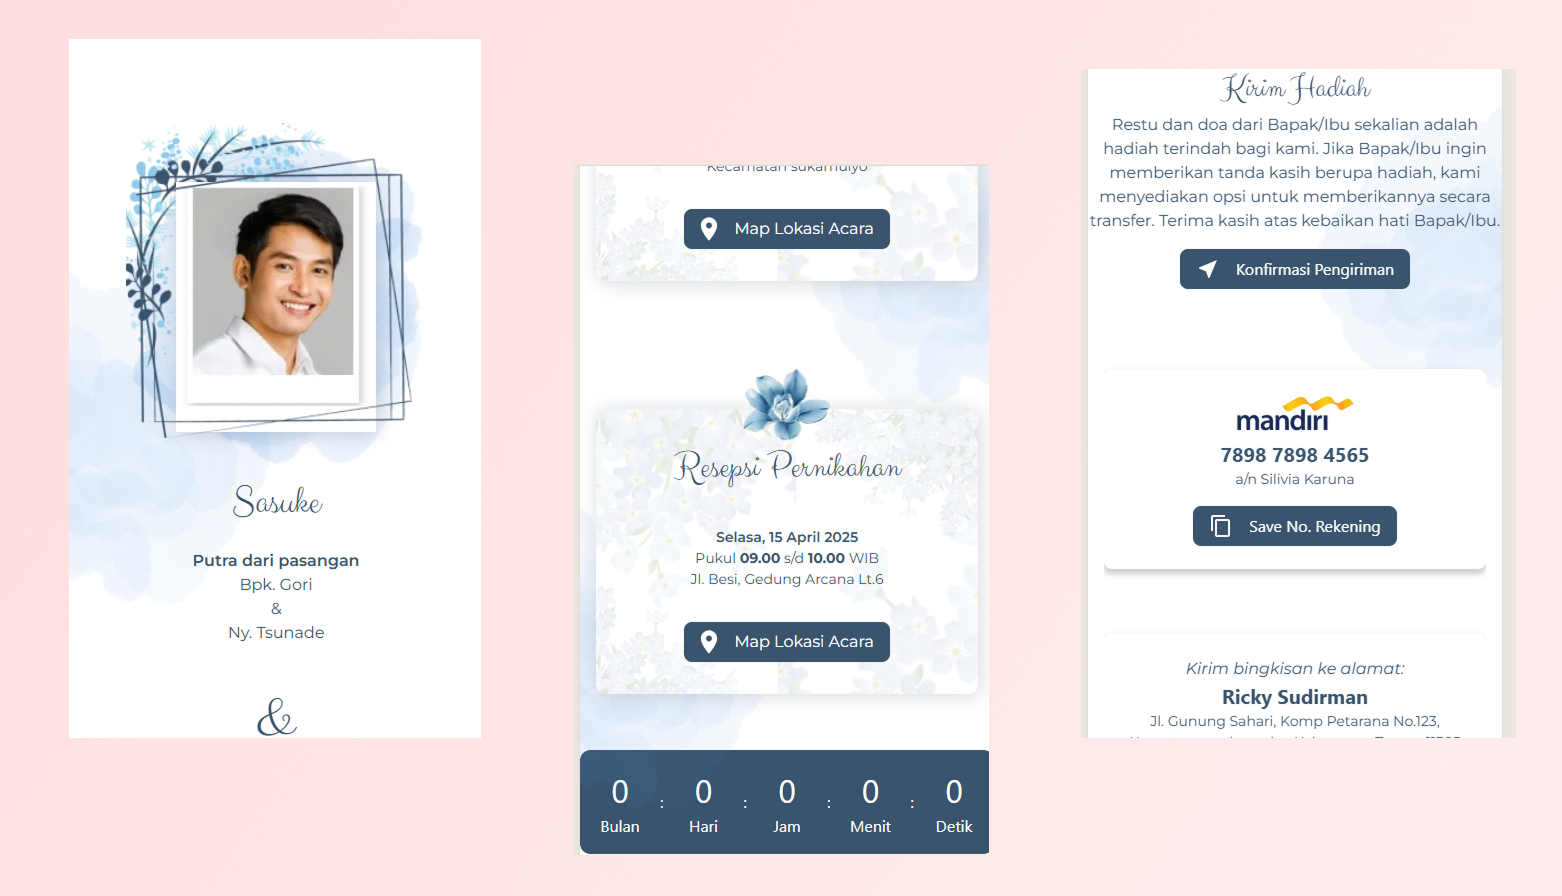 Sasuke
Putra dari pasangan
Bpk. Gori
&
Ny. Tsunade
&
Kecamatan sukamulyo
Map Lokasi Acara
Resepsi Pernikahan
Selasa, 15 April 2025
Pukul 09.00 s/d 10.00 WIB
Jl. Besi, Gedung Arcana Lt.6
Map Lokasi Acara
0 : 0 : 0 : 0 : 0
Bulan Hari Jam Menit Detik
Kirim Hadiah
Restu dan doa dari Bapak/Ibu sekalian adalah
hadiah terindah bagi kami. Jika Bapak/Ibu ingin
memberikan tanda kasih berupa hadiah, kami
menyediakan opsi untuk memberikannya secara
transfer. Terima kasih atas kebaikan hati Bapak/Ibu.
Konfirmasi Pengiriman
mandiri
7898 7898 4565
a/n Silivia Karuna
Save No. Rekening
Kirim bingkisan ke alamat:
Ricky Sudirman
Jl. Gunung Sahari, Komp Petarana No.123,